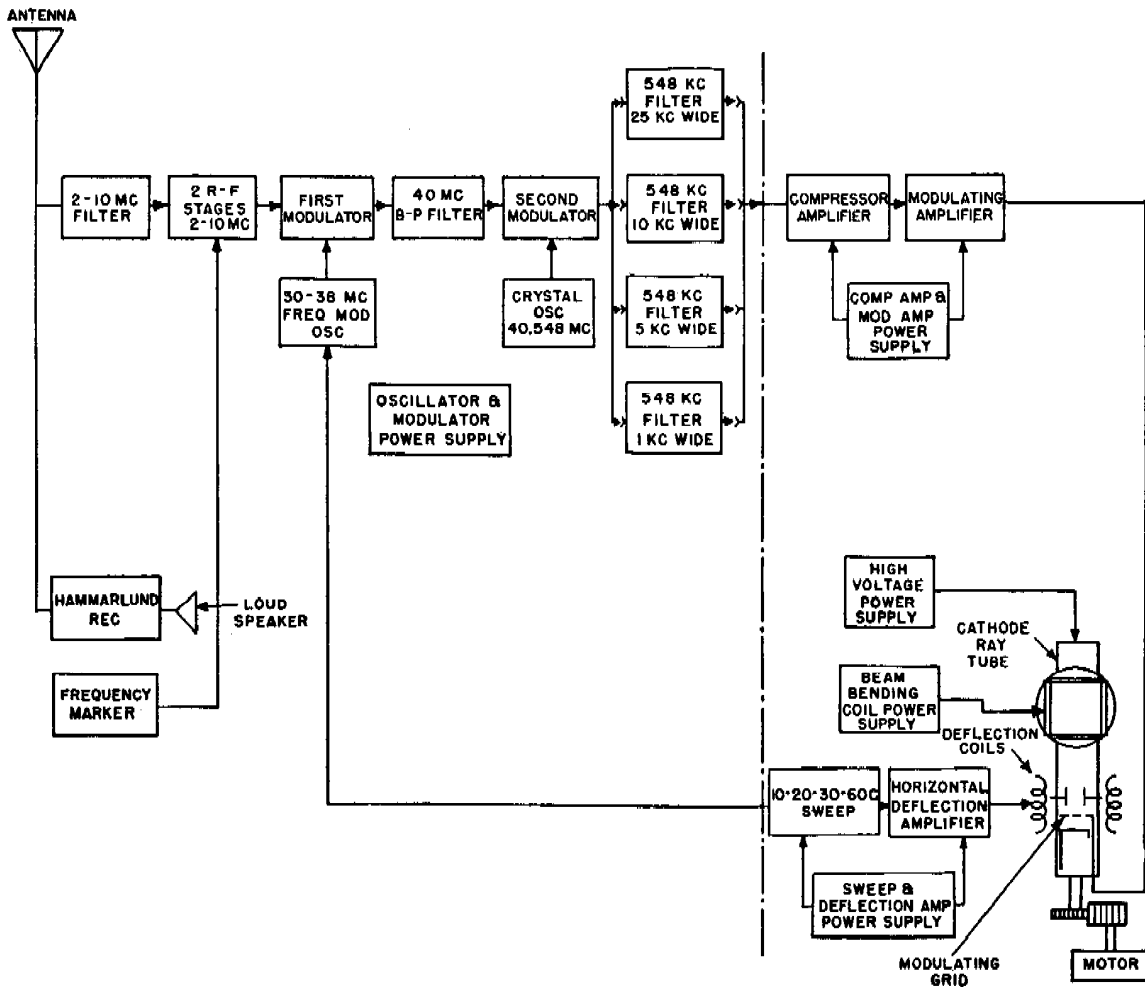 ANTENNA
2-10 MC
FILTER
2 R-F
STAGES
2-10 MC
FIRST
MODULATOR
40 MC
B-P FILTER
SECOND
MODULATOR
548 KC
FILTER
25 KC WIDE
548 KC
FILTER
10 KC WIDE
548 KC
FILTER
5 KC WIDE
548 KC
FILTER
1 KC WIDE
COMPRESSOR
AMPLIFIER
MODULATING
AMPLIFIER
30-38 MC
FREQ MOD
OSC
CRYSTAL
OSC
40.548 MC
COMP AMP &
MOD AMP
POWER
SUPPLY
OSCILLATOR &
MODULATOR
POWER SUPPLY
HAMMARLUND
REC
LOUD
SPEAKER
FREQUENCY
MARKER
HIGH
VOLTAGE
POWER
SUPPLY
CATHODE
RAY
TUBE
BEAM
BENDING
COIL POWER
SUPPLY
DEFLECTION
COILS
10-20-30-60C
SWEEP
HORIZONTAL
DEFLECTION
AMPLIFIER
SWEEP &
DEFLECTION AMP
POWER SUPPLY
MODULATING
GRID
MOTOR